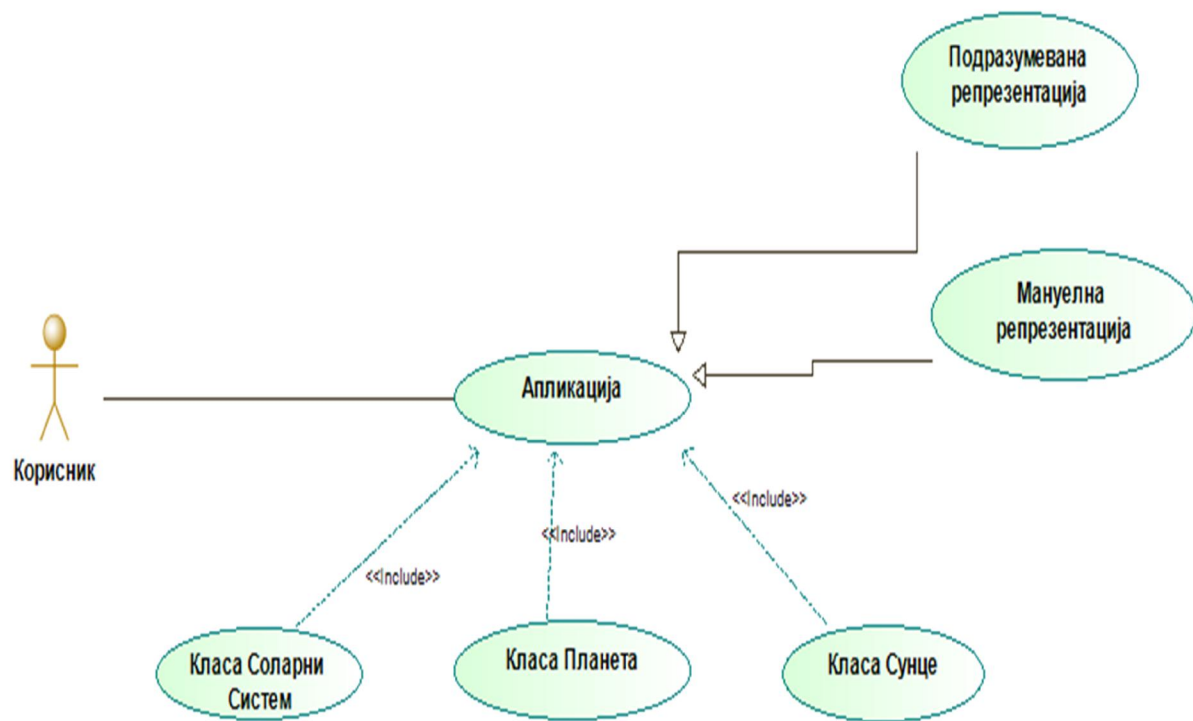 Подразумевана
репрезентација
Мануелна
репрезентација
Апликација
Корисник
<<Include>>
<<Include>>
<<Include>>
Класа Соларни
Систем
Класа Планета
Класа Сунце